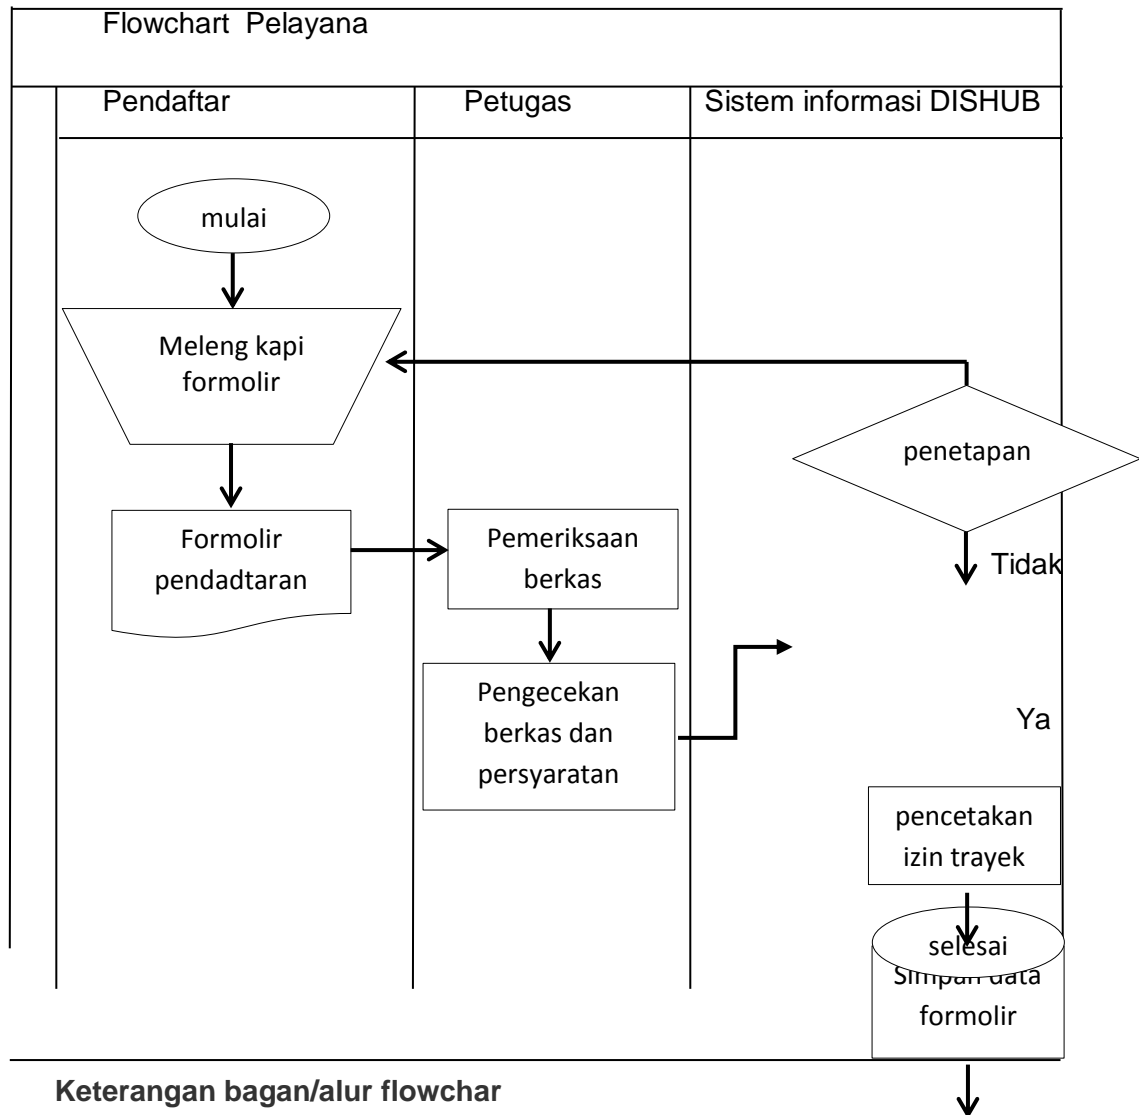 Flowchart Pelayana
Pendaftar
Petugas
Sistem informasi DISHUB
mulai
Meleng kapi
formolir
penetapan
Formolir
pendadtaran
Pemeriksaan
berkas
Tidak
Pengecekan
berkas dan
persyaratan
Ya
pencetakan
izin trayek
selesai
Simpan data
formolir
Keterangan bagan/alur flowchar